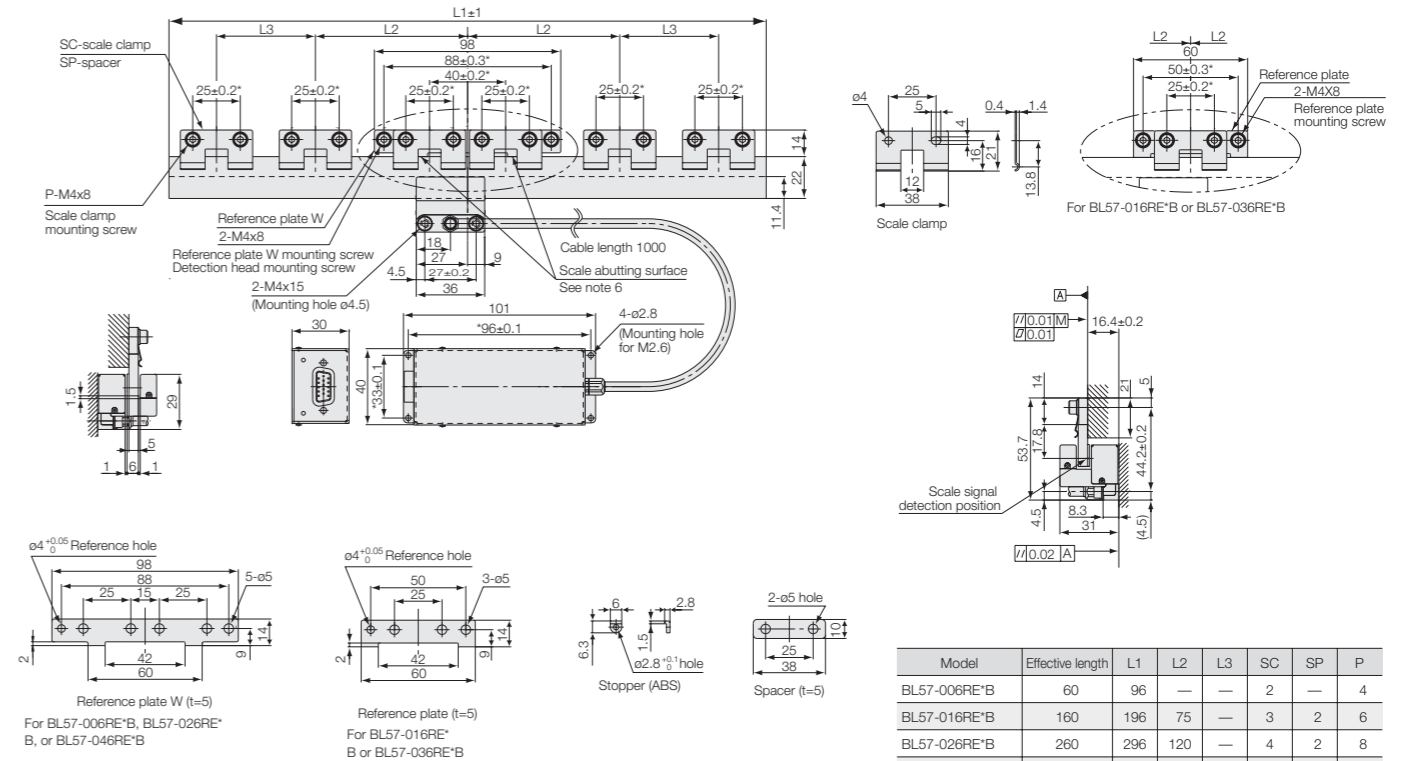 L1±1
L3
L2
L2
L3
98
88±0.3*
40±0.2*
25±0.2*
25±0.2*
25±0.2*
25±0.2*
25±0.2*
25±0.2*
SC-scale clamp
SP-spacer
14
22
11.4
P-M4x8
Scale clamp
mounting screw
Reference plate W
2-M4x8
Reference plate W mounting screw
Detection head mounting screw
2-M4x15
(Mounting hole ø4.5)
18
27
9
4.5
27±0.2
36
Cable length 1000
Scale abutting surface
See note 6
ø4
25
5
4
16
21
12
38
0.4
1.4
13.8
Scale clamp
L2
L2
60
50±0.3*
25±0.2*
Reference plate
2-M4X8
Reference plate
mounting screw
For BL57-016RE*B or BL57-036RE*B
1.5
29
5
1
6
1
30
101
*96±0.1
40
*33±0.1
4-ø2.8
(Mounting hole
for M2.6)
A
// 0.01 M
⏥ 0.01
16.4±0.2
14
21
5
53.7
17.8
44.2±0.2
Scale signal
detection position
4.5
8.3
31
(4.5)
// 0.02 A
ø4 +0.05 0 Reference hole
98
88
25
15
25
5-ø5
2
14
9
42
60
Reference plate W (t=5)
For BL57-006RE*B, BL57-026RE*
B, or BL57-046RE*B
ø4 +0.05 0 Reference hole
50
25
3-ø5
2
14
9
42
60
Reference plate (t=5)
For BL57-016RE*
B or BL57-036RE*B
6
2.8
6.3
1.5
ø2.8 +0.1 0 hole
Stopper (ABS)
2-ø5 hole
10
25
38
Spacer (t=5)
Model Effective length L1 L2 L3 SC SP P
BL57-006RE*B 60 96 — — 2 — 4
BL57-016RE*B 160 196 75 — 3 2 6
BL57-026RE*B 260 296 120 — 4 2 8